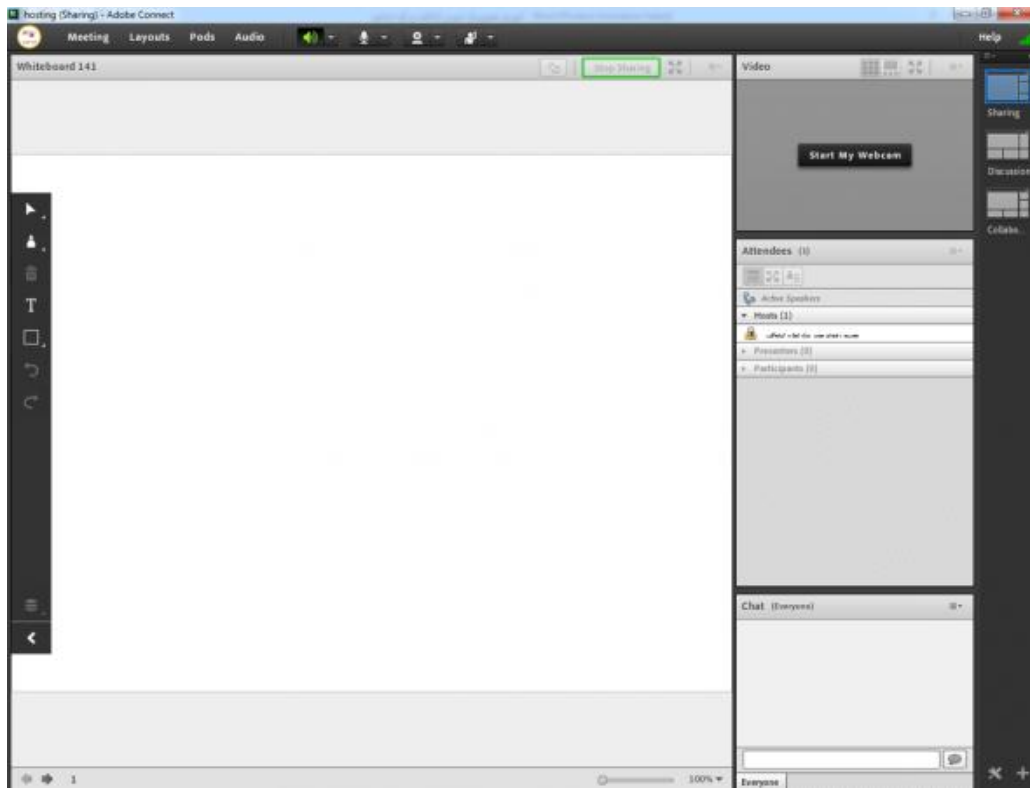 hosting (Sharing) - Adobe Connect
Meeting Layouts Pods Audio Help
Whiteboard 141
Stop Sharing
Video
Start My Webcam
Sharing
Discussion
Collabo...
Attendees (1)
Active Speakers
Hosts (1)
Presenters (0)
Participants (0)
T
Chat (Everyone)
1
100%
Everyone